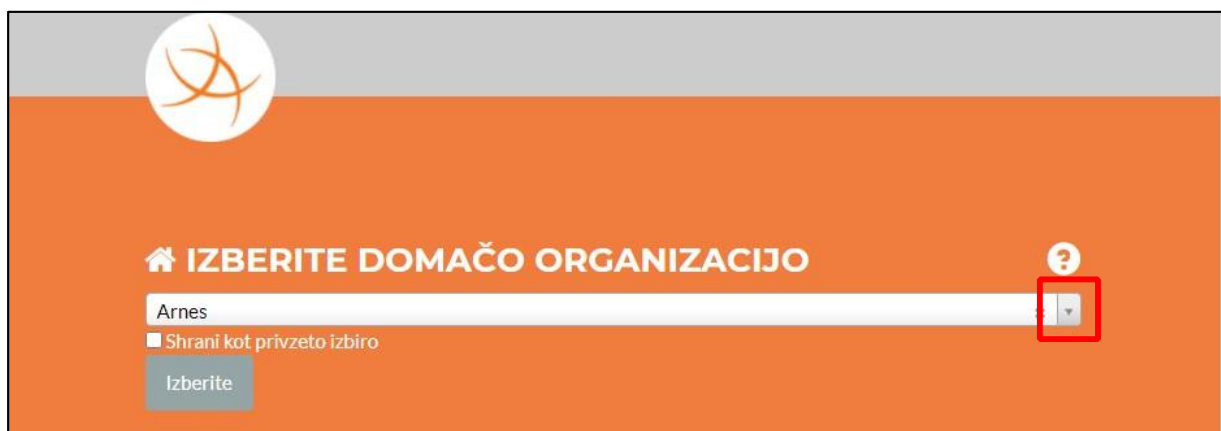 IZBERITE DOMAČO ORGANIZACIJO
Arnes
Shrani kot privzeto izbiro
Izberite